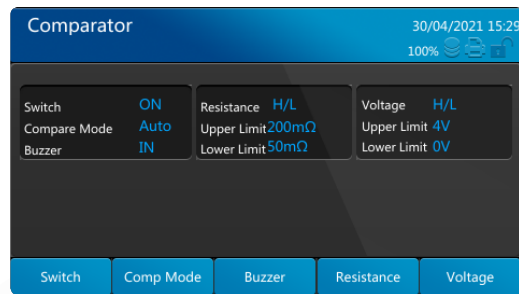 Comparator
30/04/2021 15:29
100%
Switch ON
Compare Mode Auto
Buzzer IN
Resistance H/L
Upper Limit 200mΩ
Lower Limit 50mΩ
Voltage H/L
Upper Limit 4V
Lower Limit 0V
Switch Comp Mode Buzzer Resistance Voltage